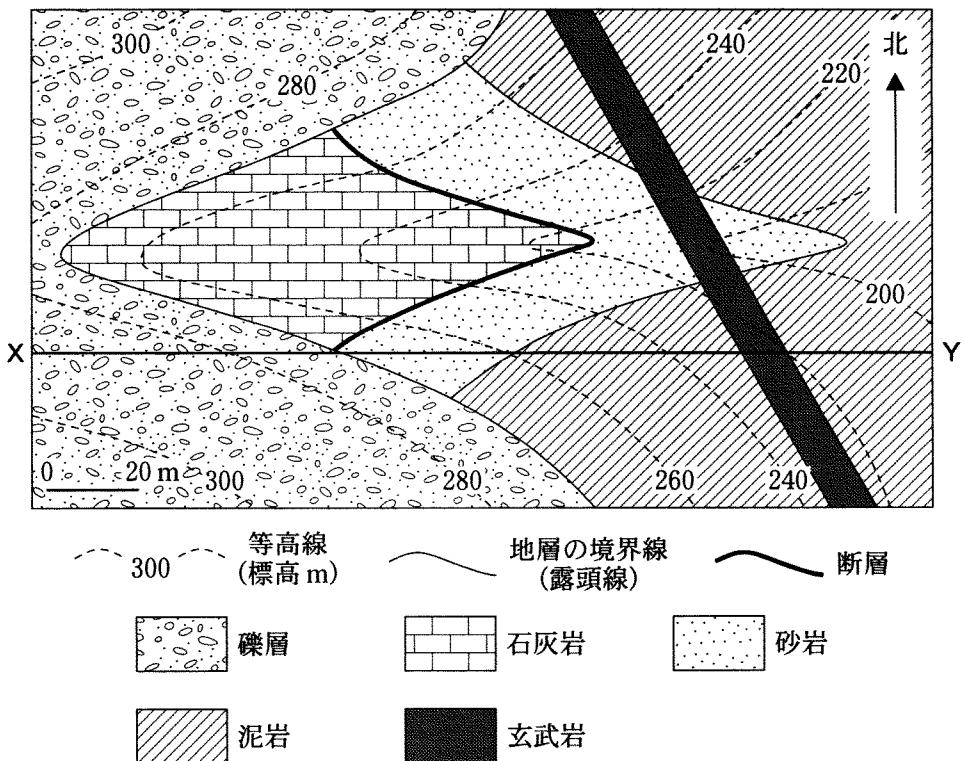 300
240
北
280
220
200
X
Y
0 20 m
300
280
260
240
300
等高線
(標高 m)
地層の境界線
(露頭線)
断層
礫層
石灰岩
砂岩
泥岩
玄武岩